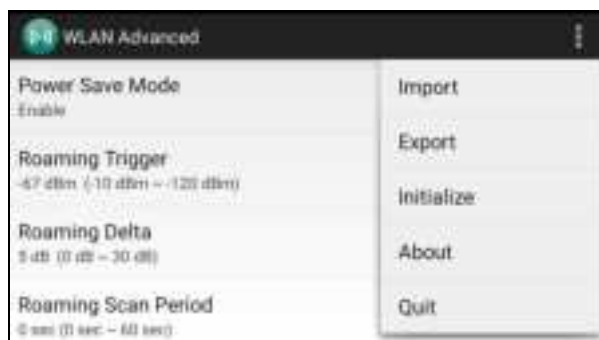 WLAN Advanced
Power Save Mode
Enable
Roaming Trigger
-67 dBm (-10 dBm ~ -120 dBm)
Roaming Delta
5 dB (0 dB ~ 30 dB)
Roaming Scan Period
0 sec (0 sec ~ 60 sec)
Import
Export
Initialize
About
Quit